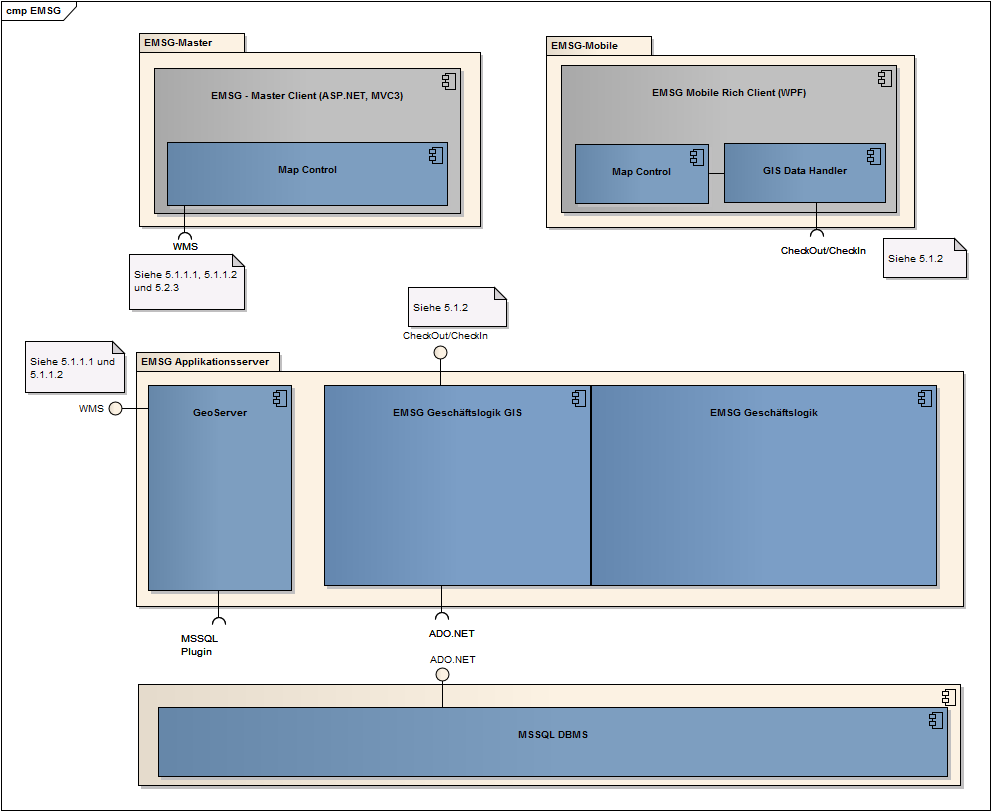 cmp EMSG
EMSG-Master
EMSG - Master Client (ASP.NET, MVC3)
Map Control
WMS
Siehe 5.1.1.1, 5.1.1.2
und 5.2.3
EMSG-Mobile
EMSG Mobile Rich Client (WPF)
Map Control
GIS Data Handler
CheckOut/CheckIn
Siehe 5.1.2
Siehe 5.1.2
CheckOut/CheckIn
Siehe 5.1.1.1 und
5.1.1.2
WMS
EMSG Applikationsserver
GeoServer
EMSG Geschäftslogik GIS
EMSG Geschäftslogik
MSSQL
Plugin
ADO.NET
ADO.NET
MSSQL DBMS